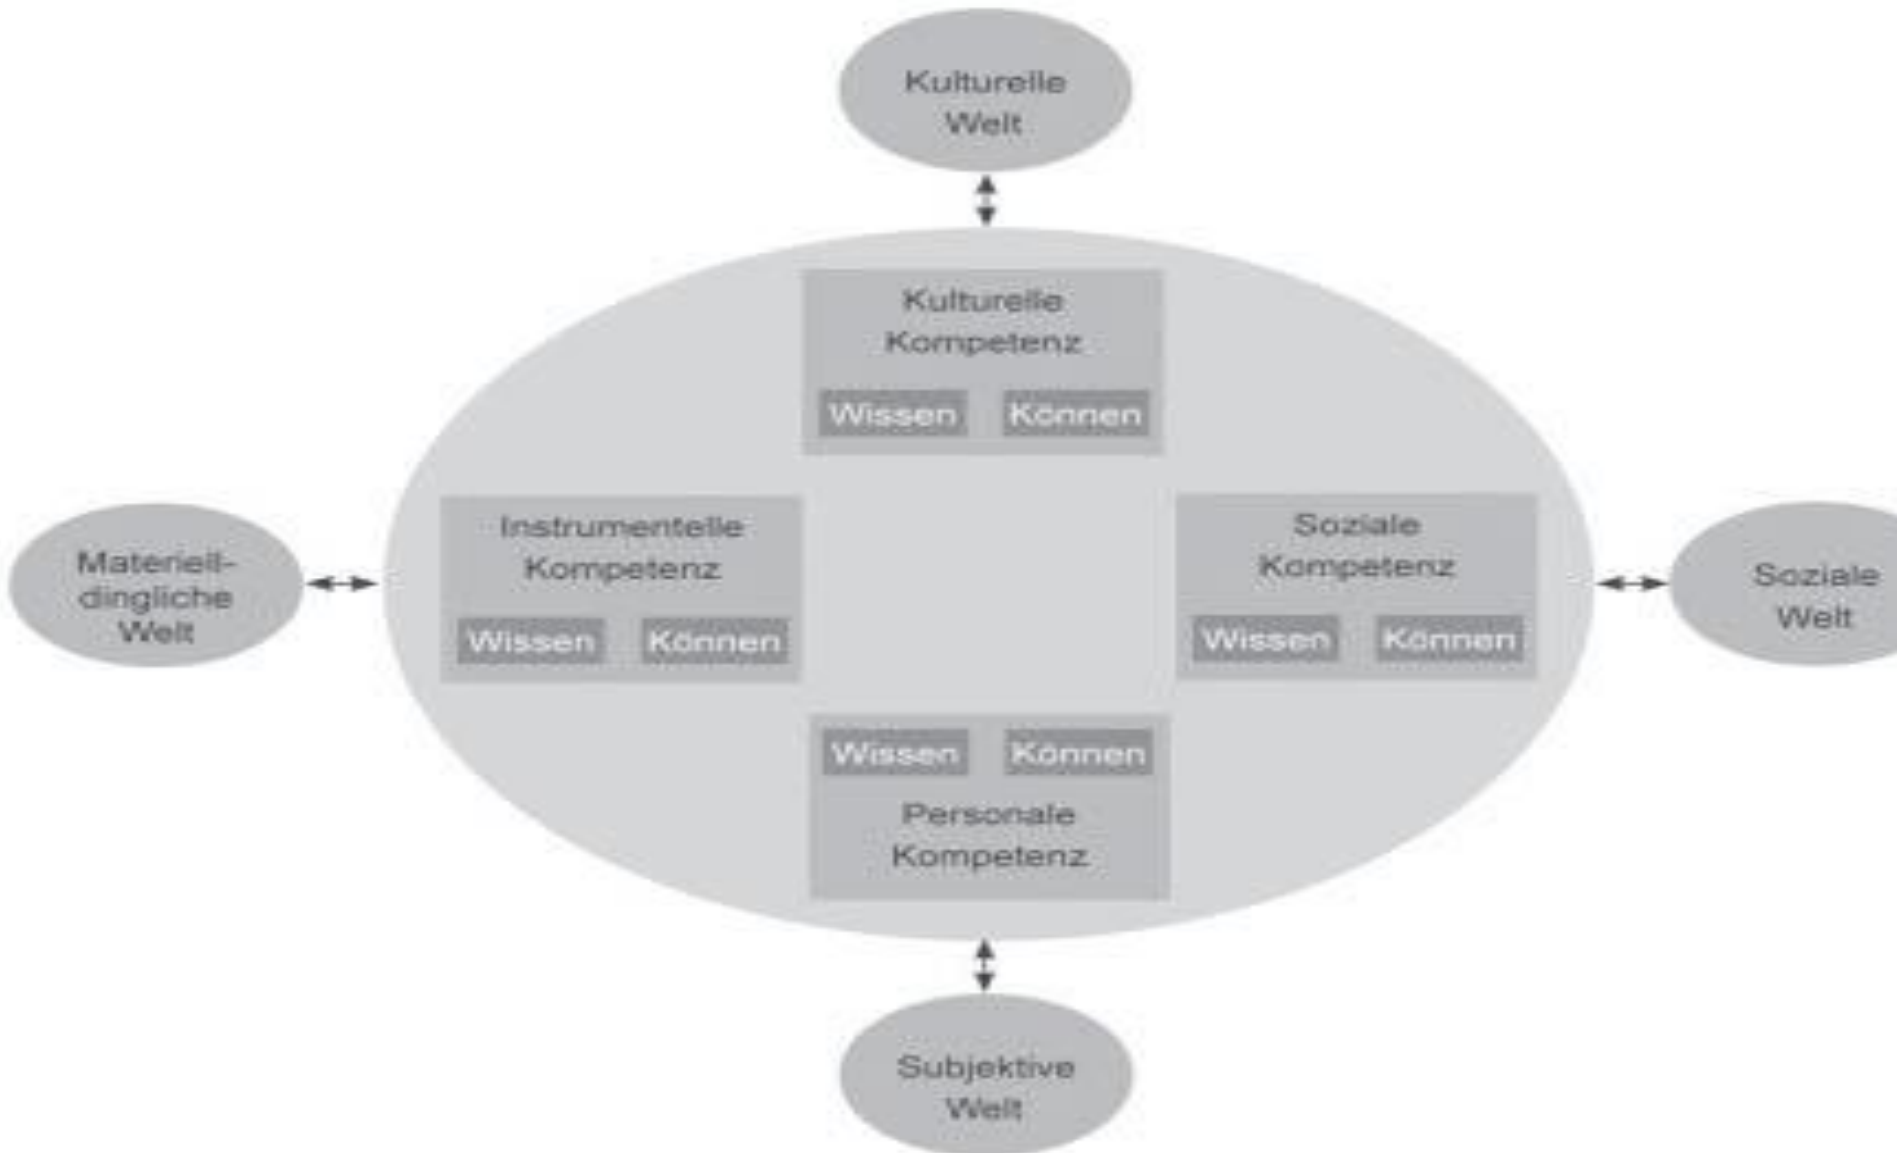 Kulturelle
Welt
Kulturelle
Kompetenz
Wissen Können
Materiell-
dingliche
Welt
Instrumentelle
Kompetenz
Wissen Können
Soziale
Kompetenz
Wissen Können
Soziale
Welt
Wissen Können
Personale
Kompetenz
Subjektive
Welt